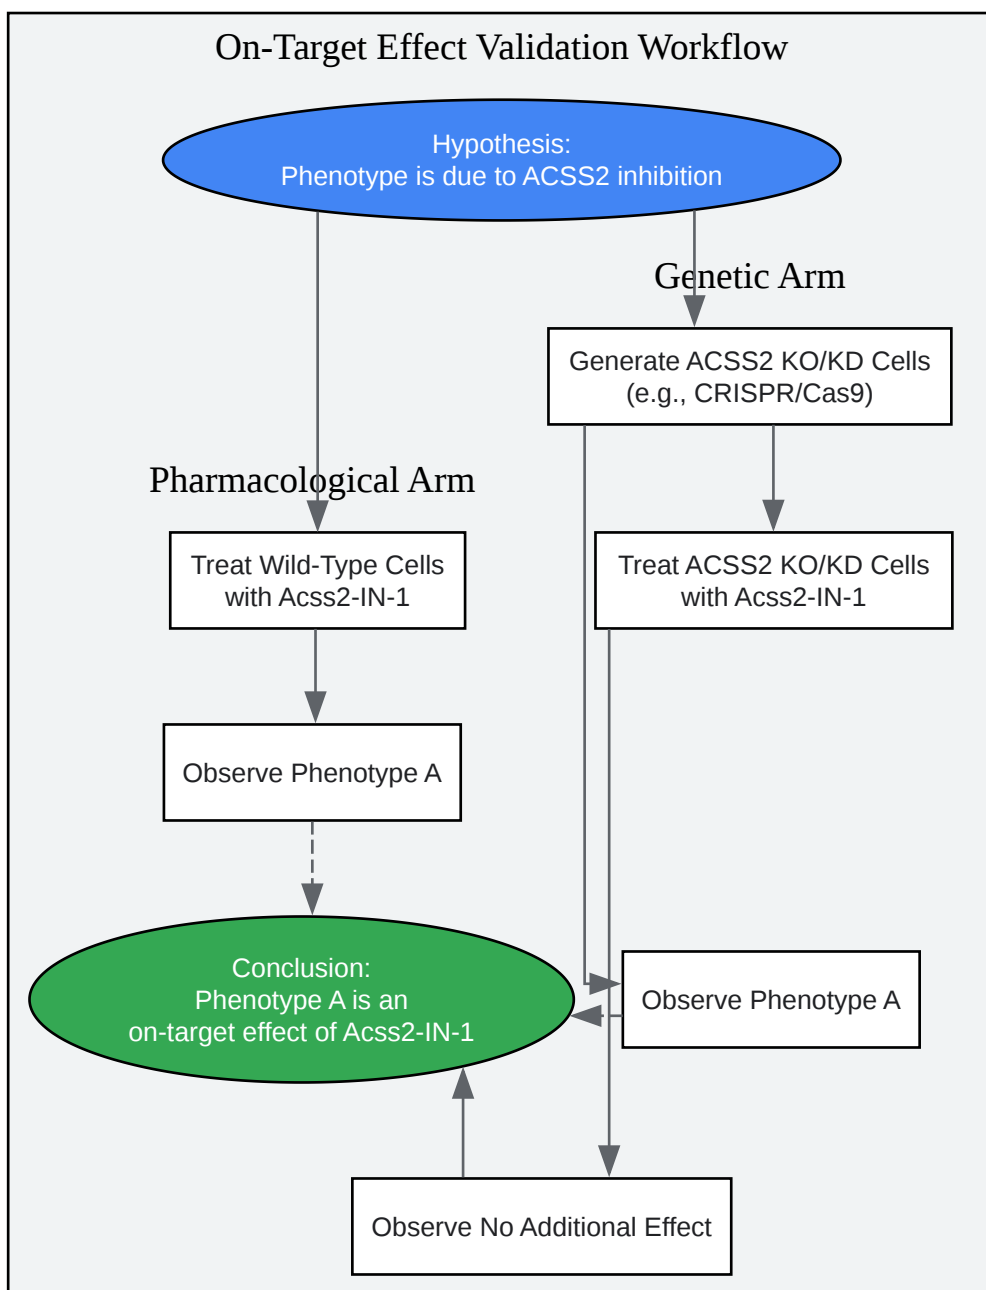 On-Target Effect Validation Workflow
Hypothesis:
Phenotype is due to ACSS2 inhibition
Genetic Arm
Generate ACSS2 KO/KD Cells
(e.g., CRISPR/Cas9)
Pharmacological Arm
Treat Wild-Type Cells
with Acss2-IN-1
Treat ACSS2 KO/KD Cells
with Acss2-IN-1
Observe Phenotype A
Conclusion:
Phenotype A is an
on-target effect of Acss2-IN-1
Observe Phenotype A
Observe No Additional Effect